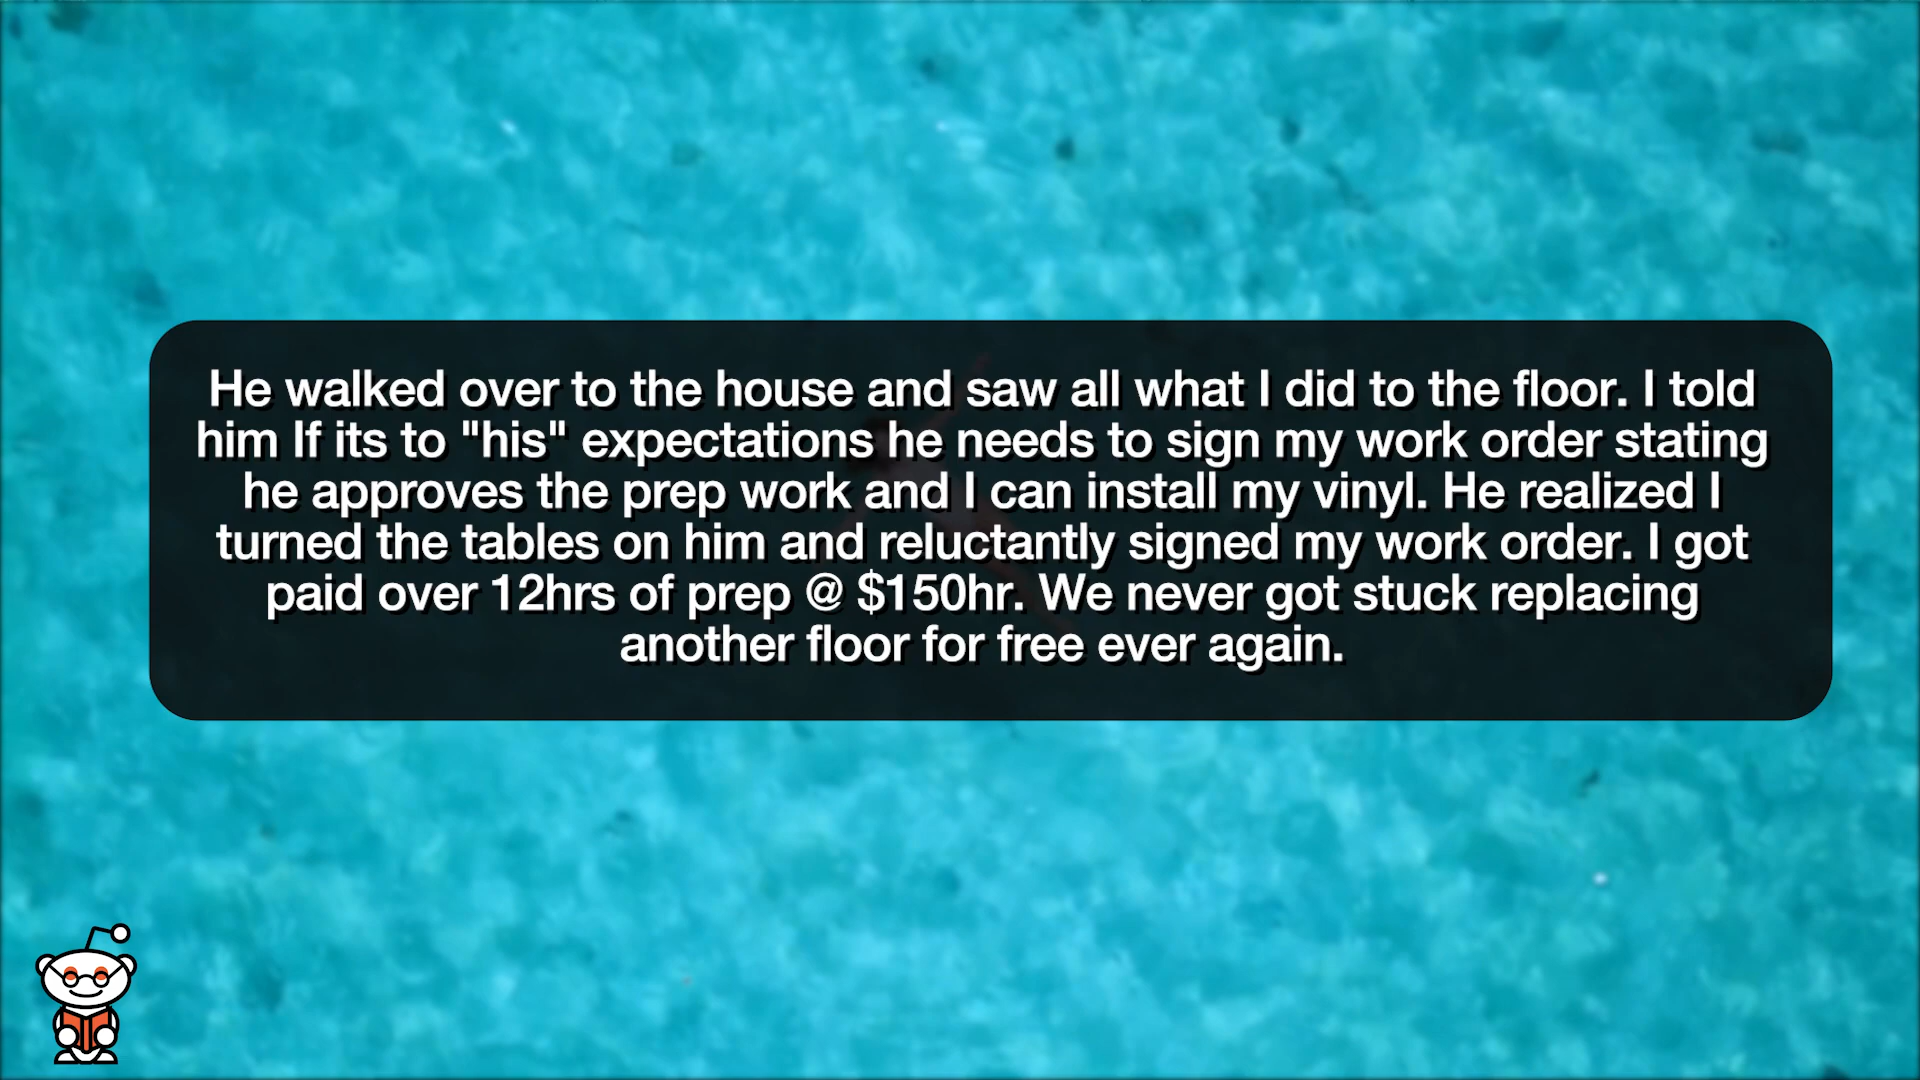 He walked over to the house and saw all what I did to the floor. I told
him If its to "his" expectations he needs to sign my work order stating
he approves the prep work and I can install my vinyl. He realized I
turned the tables on him and reluctantly signed my work order. I got
paid over 12hrs of prep @ $150hr. We never got stuck replacing
another floor for free ever again.